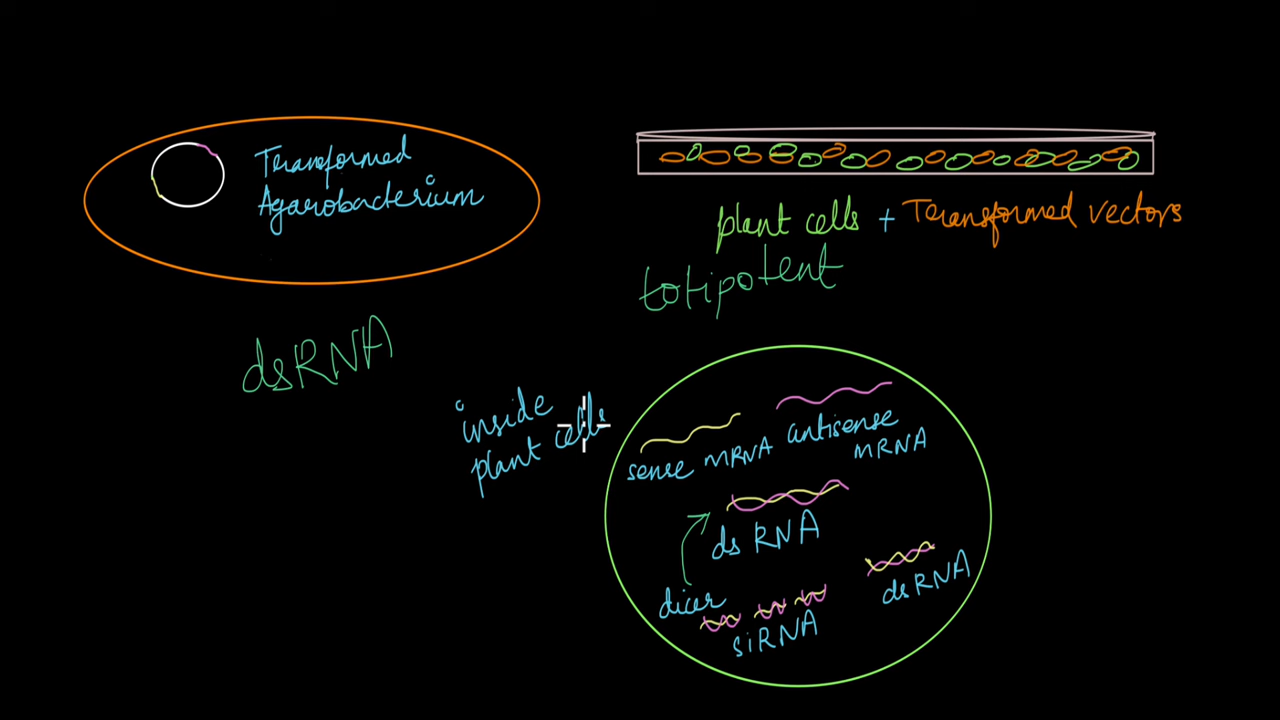 Transformed
Agarobacterium
plant cells + Transformed vectors
totipotent
dsRNA
inside
plant cells
sense mRNA
antisense
mRNA
ds RNA
dsRNA
dicer
siRNA